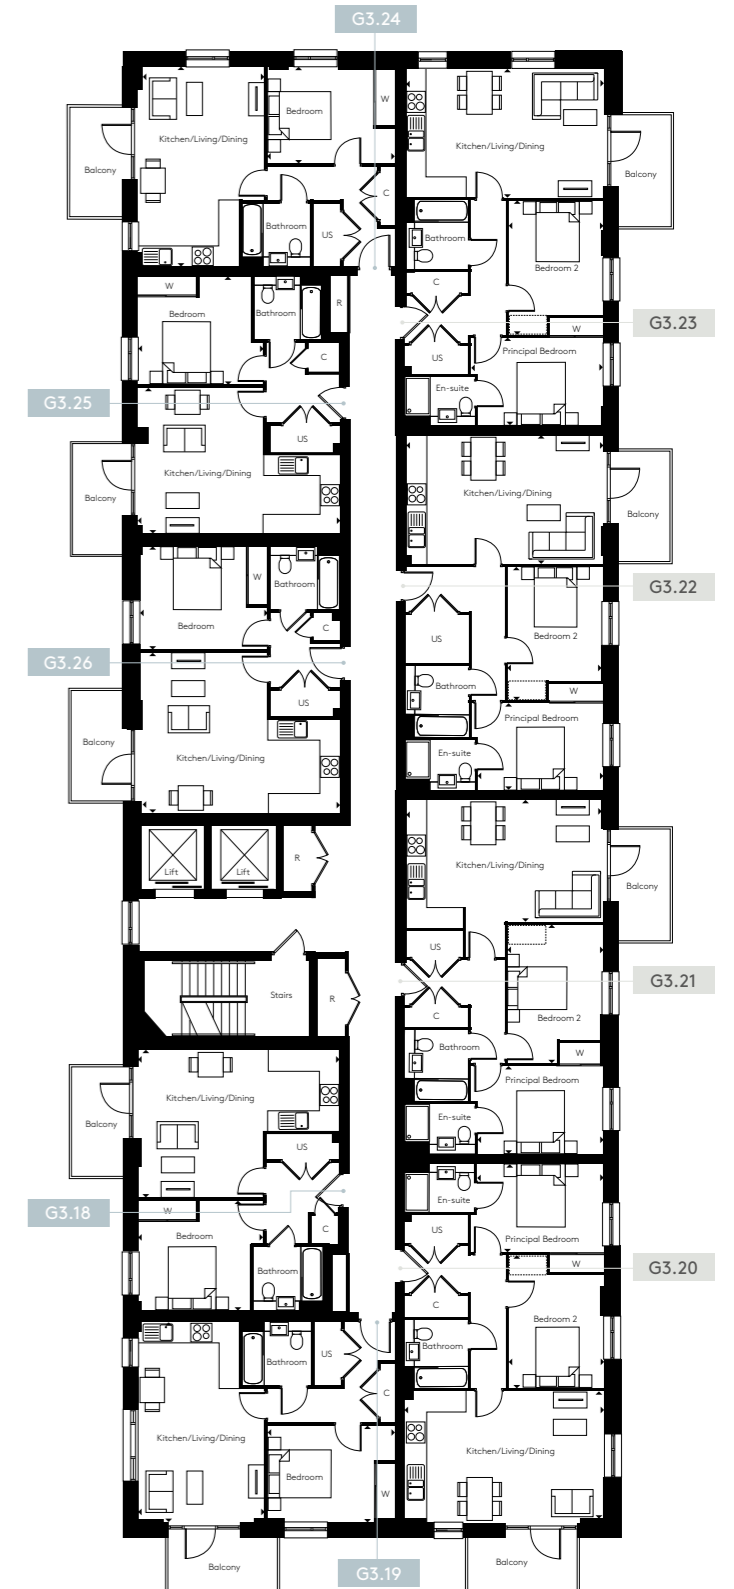 G3.24
Bedroom
W
Kitchen/Living/Dining
Balcony
C
Bathroom
US
Kitchen/Living/Dining
Balcony
Bathroom
Bedroom 2
C
W
G3.23
US
Principal Bedroom
En-suite
W
Bedroom
Bathroom
R
C
G3.25
US
Kitchen/Living/Dining
Balcony
Kitchen/Living/Dining
Balcony
G3.22
Bedroom 2
US
Bathroom
W
Principal Bedroom
En-suite
W
Bathroom
Bedroom
C
G3.26
US
Balcony
Kitchen/Living/Dining
Lift
Lift
R
Kitchen/Living/Dining
Balcony
US
G3.21
C
Bedroom 2
Bathroom
W
Principal Bedroom
En-suite
Stairs
R
Kitchen/Living/Dining
Balcony
US
G3.18
W
C
Bedroom
Bathroom
En-suite
US
Principal Bedroom
W
G3.20
C
Bedroom 2
Bathroom
Kitchen/Living/Dining
Balcony
Bathroom
US
C
Kitchen/Living/Dining
Bedroom
W
Balcony
G3.19